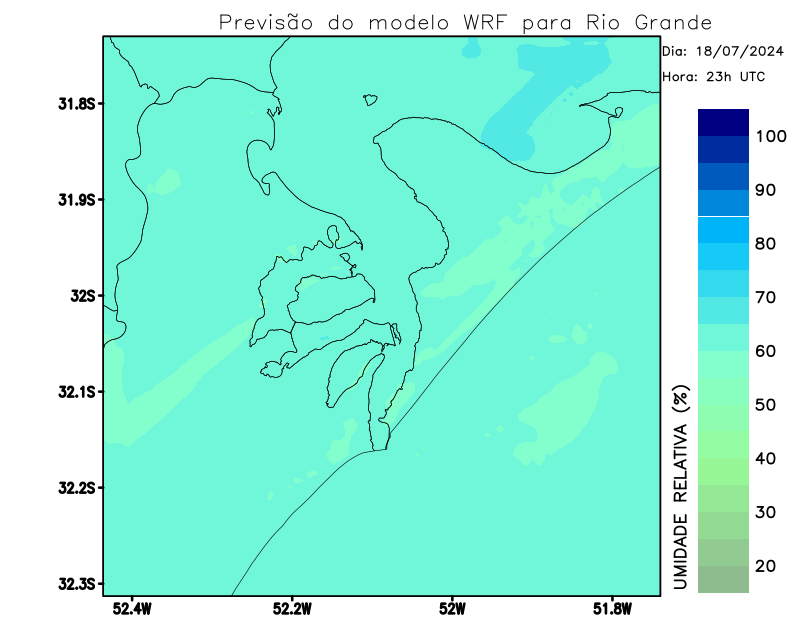 Previsão do modelo WRF para Rio Grande
Dia: 18/07/2024
Hora: 23h UTC
31.8S
31.9S
32S
32.1S
32.2S
32.3S
52.4W
52.2W
52W
51.8W
100
90
80
70
60
50
40
30
20
UMIDADE RELATIVA (%)